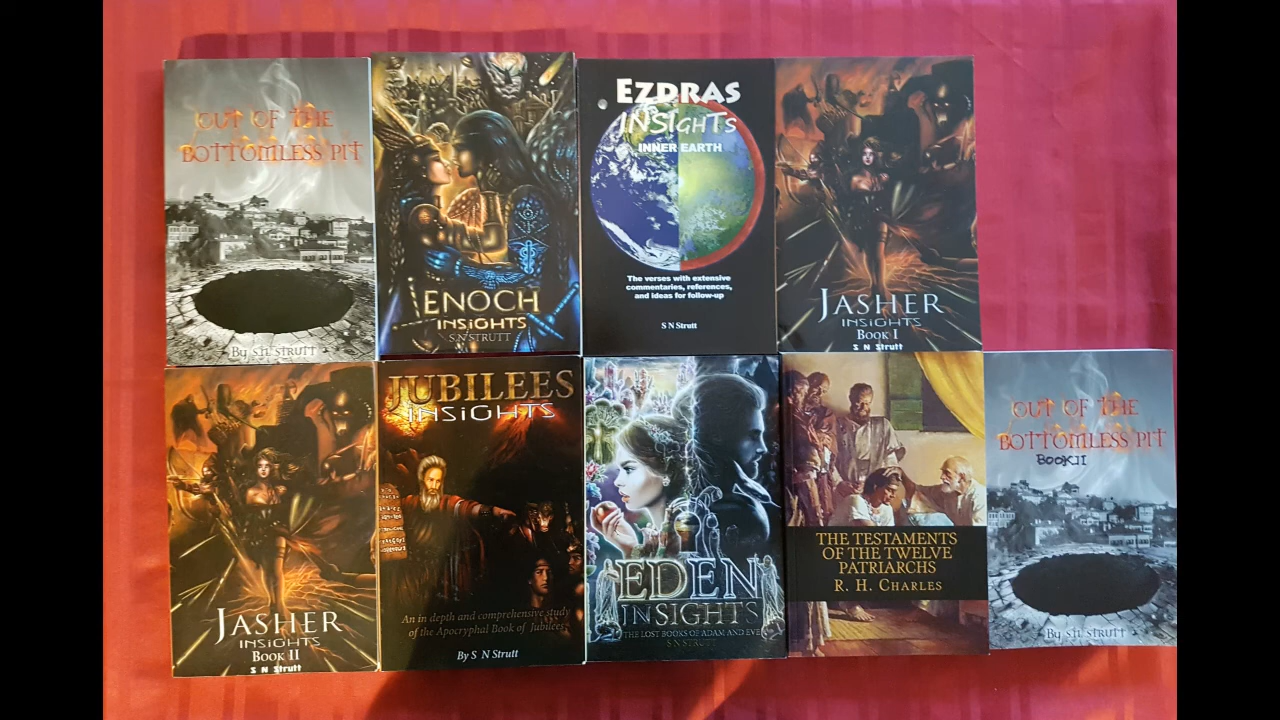 OUT OF THE
BOTTOMLESS PIT
By S.N. STRUTT
ENOCH
INSIGHTS
S.N STRUTT
EZDRAS
INSIGHTS
INNER EARTH
The verses with extensive
commentaries, references,
and ideas for follow-up
S N Strutt
JASHER
INSIGHTS
BOOK I
S N Strutt
JASHER
INSIGHTS
BOOK II
S N Strutt
JUBILEES
INSIGHTS
An in depth and comprehensive study
of the Apocryphal Book of Jubilees
By S N Strutt
EDEN
INSIGHTS
THE LOST BOOKS OF ADAM AND EVE
S N STRUTT
THE TESTAMENTS
OF THE TWELVE
PATRIARCHS
R. H. CHARLES
OUT OF THE
BOTTOMLESS PIT
BOOK II
By S.N. STRUTT